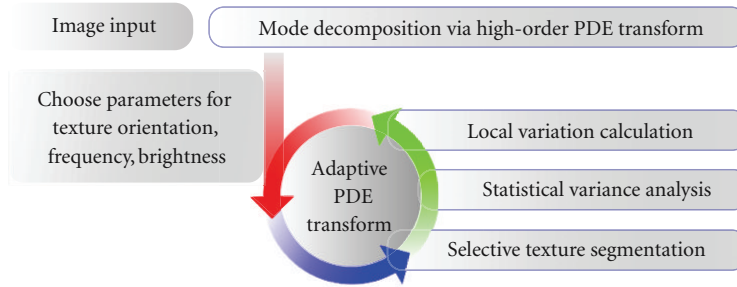 Image input
Mode decomposition via high-order PDE transform
Choose parameters for
texture orientation,
frequency, brightness
Adaptive
PDE
transform
Local variation calculation
Statistical variance analysis
Selective texture segmentation